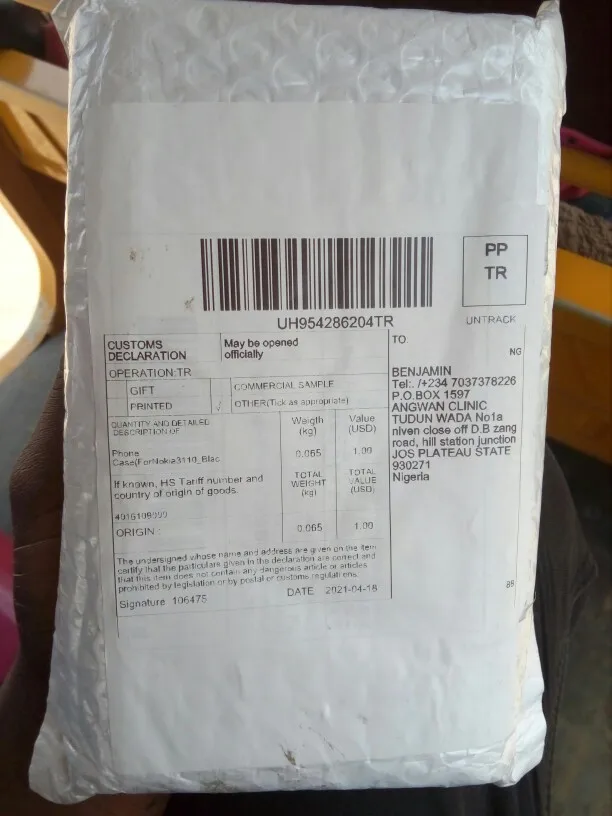 PP
TR
UH954286204TR
UNTRACK
CUSTOMS
DECLARATION
May be opened
officially
OPERATION:TR
GIFT
COMMERCIAL SAMPLE
PRINTED
√ OTHER(Tick as appropriate)
QUANTITY AND DETAILED
DESCRIPTION OF
Weigth
(kg)
Value
(USD)
Phone
Case(ForNokia3110_Blac
0.065
1.00
If known, HS Tariff number and
country of origin of goods.
TOTAL
WEIGHT
(kg)
TOTAL
VALUE
(USD)
ORIGIN :
0.065
1.00
The undersigned whose name and address are given on the item
certify that the particulars given in the declaration are correct and
that this item does not contain any dangerous article or articles
prohibited by legislation or by postal or customs regulations.
Signature 106475
DATE 2021-04-18
TO
NG
BENJAMIN
Tel:. /+234 7037378226
P.O.BOX 1597
ANGWAN CLINIC
TUDUN WADA No1a
niven close off D.B zang
road, hill station junction
JOS PLATEAU STATE
930271
Nigeria